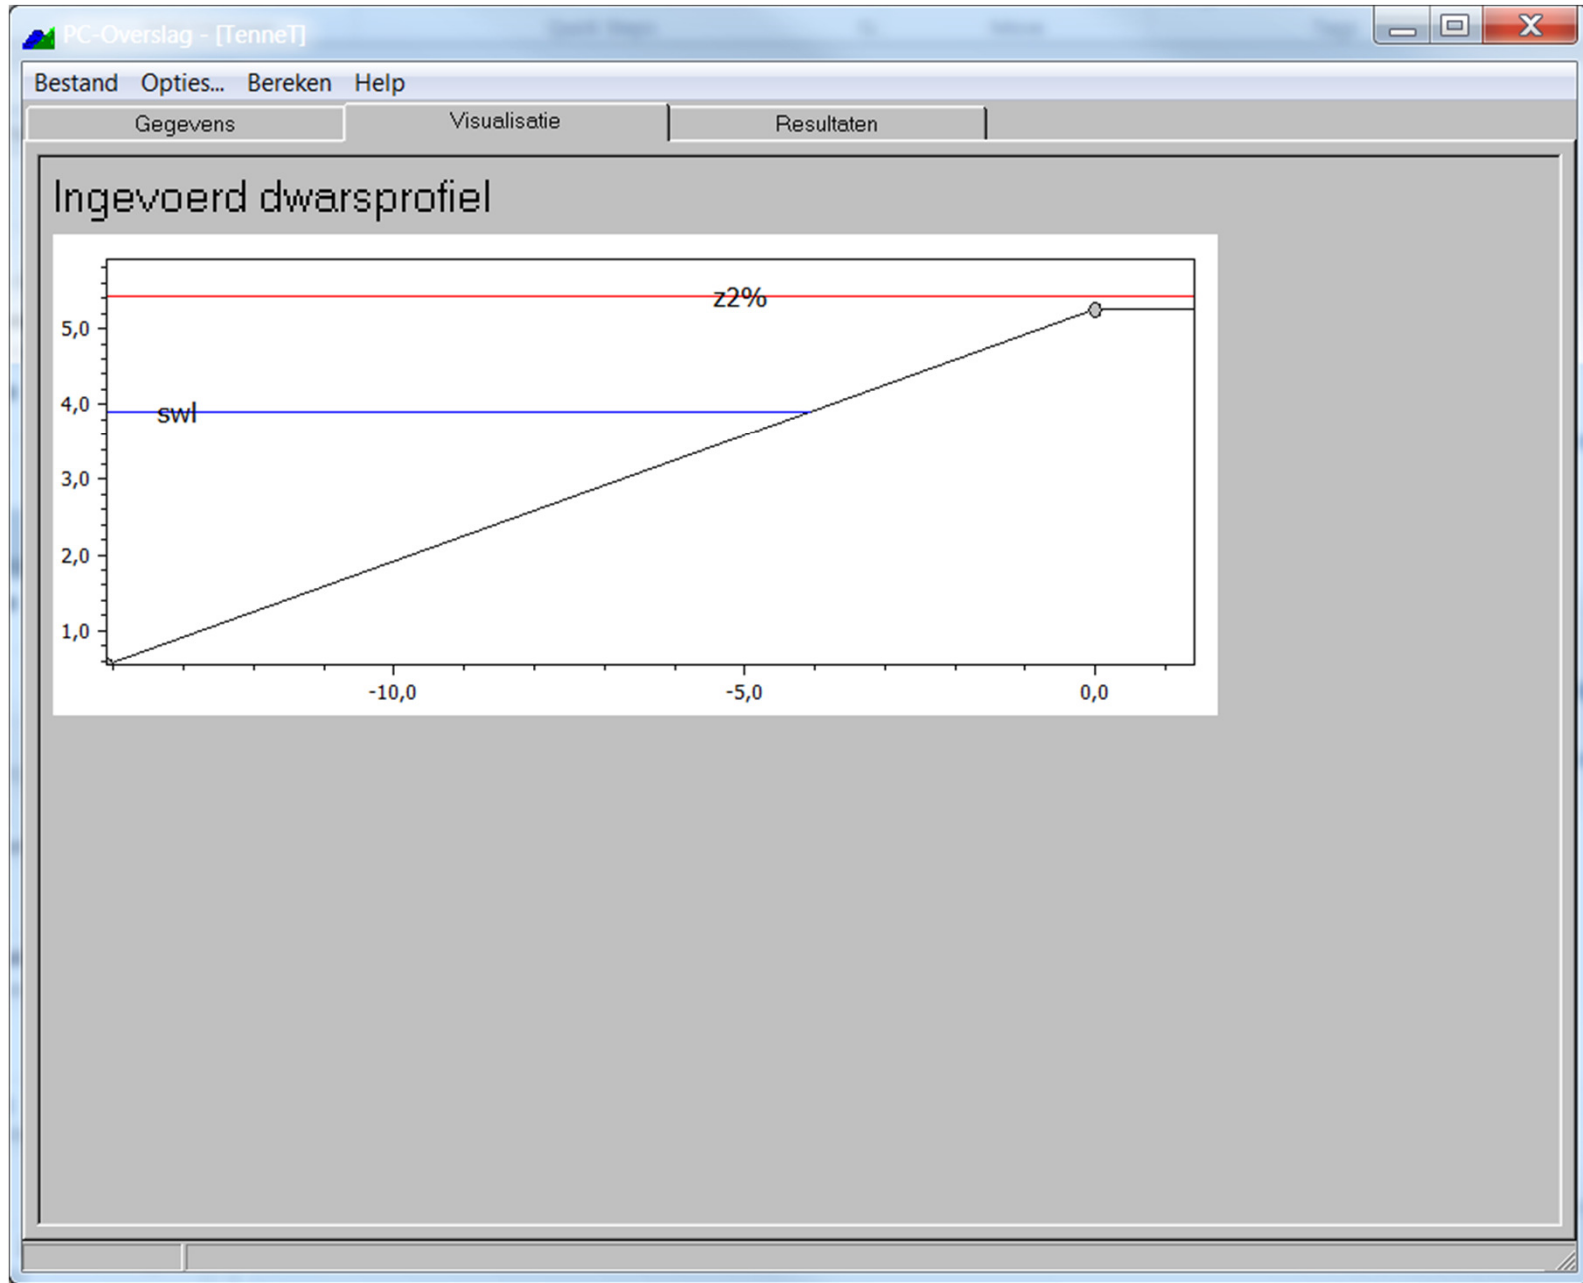 PC-Overslag - [TenneT]
Bestand Opties... Bereken Help
Gegevens Visualisatie Resultaten
Ingevoerd dwarsprofiel
z2%
5,0
4,0
swl
3,0
2,0
1,0
-10,0 -5,0 0,0